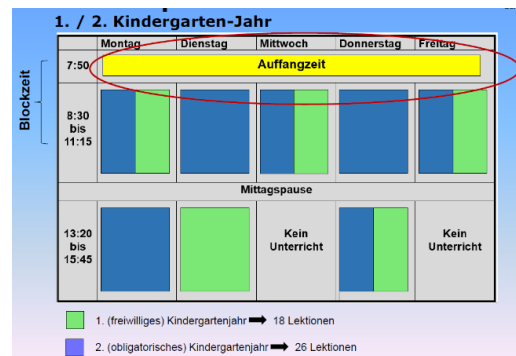 1. / 2. Kindergarten-Jahr
Montag Dienstag Mittwoch Donnerstag Freitag
7:50 Auffangzeit
Blockzeit
8:30
bis
11:15
Mittagspause
13:20
bis
15:45
Kein
Unterricht
Kein
Unterricht
1. (freiwilliges) Kindergartenjahr ➡ 18 Lektionen
2. (obligatorisches) Kindergartenjahr ➡ 26 Lektionen